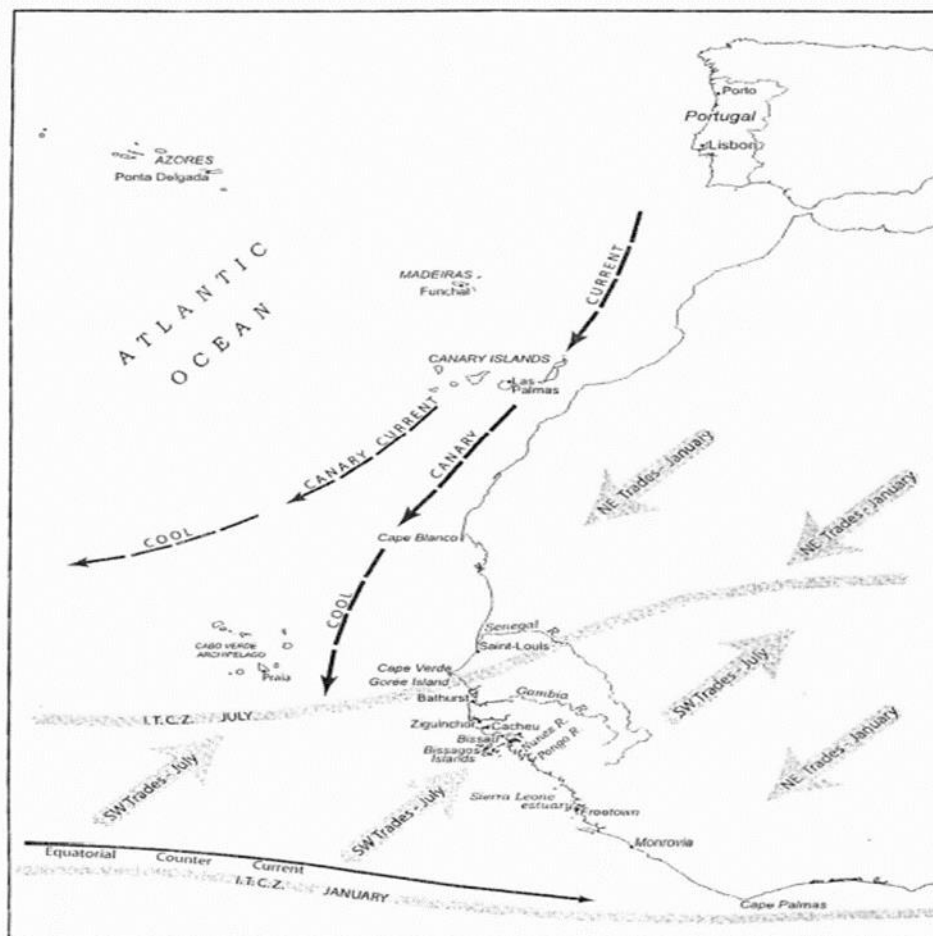 Porto
Portugal
Lisbon
AZORES
Ponta Delgada
ATLANTIC
OCEAN
MADEIRAS
Funchal
CURRENT
CANARY ISLANDS
Las
Palmas
CANARY CURRENT
CANARY
COOL
Cape Blanco
COOL
NE Trades - January
NE Trades - January
Senegal R.
Saint-Louis
CABO VERDE
ARCHIPELAGO
Praia
Cape Verde
Gorée Island
Bathurst
Gambia R.
I.T.C.Z. JULY
Ziguinchor
Cacheu
Bissau
Bissagos
Islands
Nunez R.
Pongo R.
SW Trades - July
SW Trades - July
SW Trades - July
NE Trades - January
Sierra Leone
estuary
Freetown
Monrovia
Equatorial Counter Current
I.T.C.Z. JANUARY
Cape Palmas